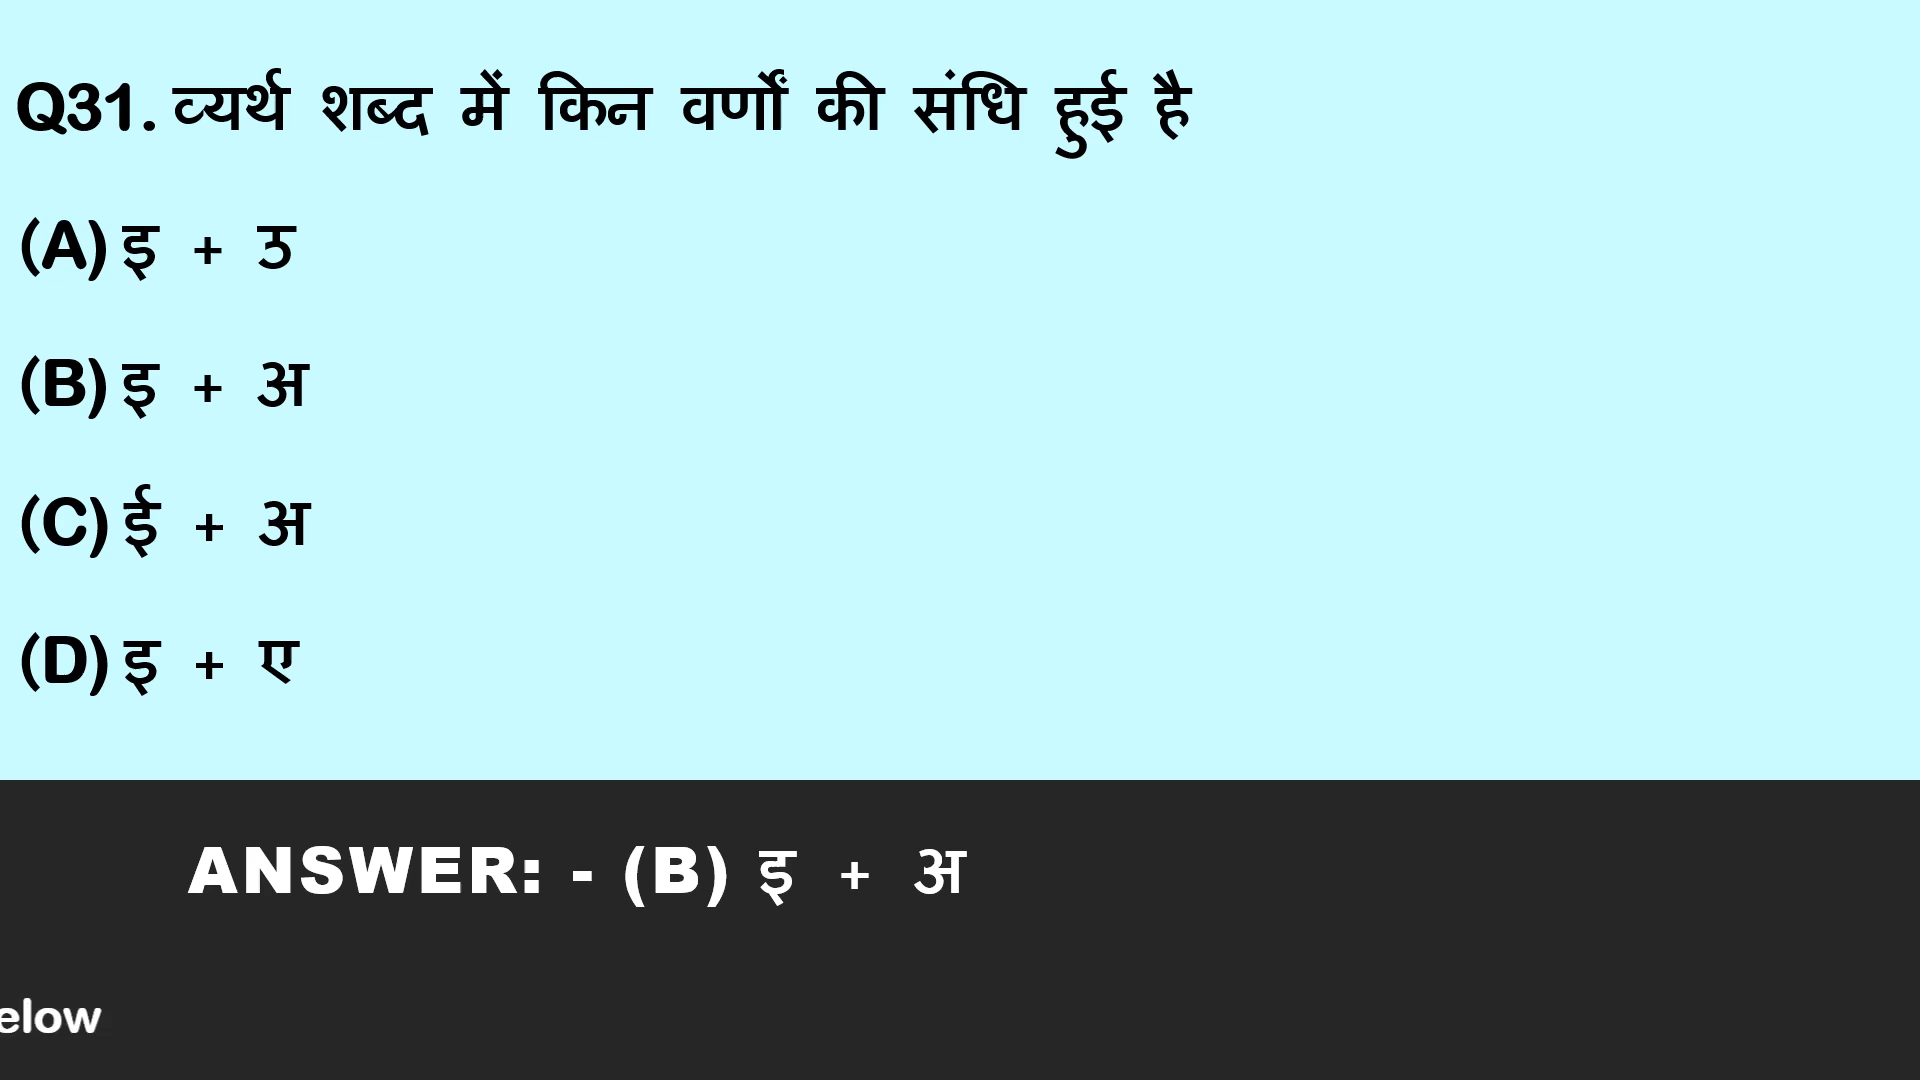 Q31. व्यर्थ शब्द में किन वर्णों की संधि हुई है
(A) इ + उ
(B) इ + अ
(C) ई + अ
(D) इ + ए
ANSWER: - (B) इ + अ
elow